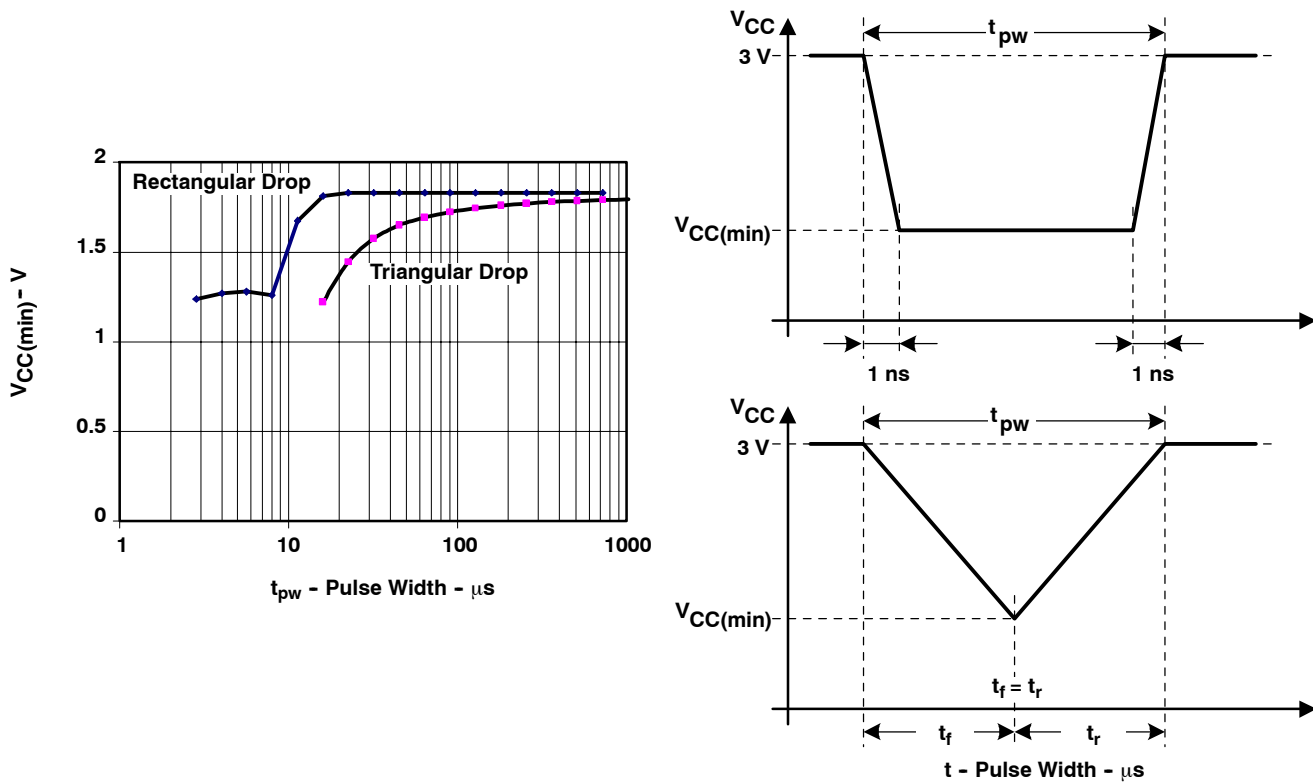 2
1.5
1
0.5
0
VCC(min) - V
Rectangular Drop
Triangular Drop
1
10
100
1000
tpw - Pulse Width - μs
VCC
3 V
tpw
VCC(min)
1 ns
1 ns
VCC
3 V
tpw
VCC(min)
tf = tr
tf
tr
t - Pulse Width - μs